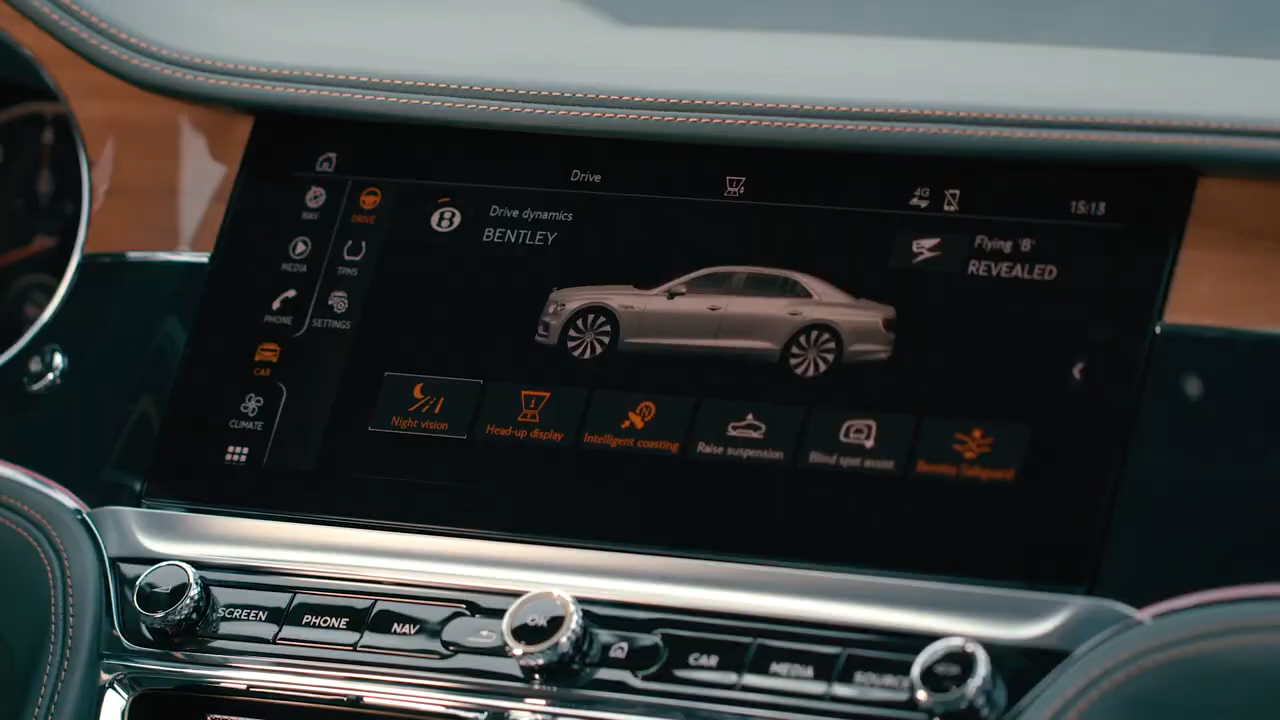 Drive
4G
15:13
NAV
DRIVE
Drive dynamics
BENTLEY
Flying 'B'
REVEALED
MEDIA
TPMS
PHONE
SETTINGS
CAR
CLIMATE
Night vision
Head-up display
Intelligent coasting
Raise suspension
Blind spot assist
Bentley Safeguard
SCREEN
PHONE
NAV
OK
CAR
MEDIA
SOURCE